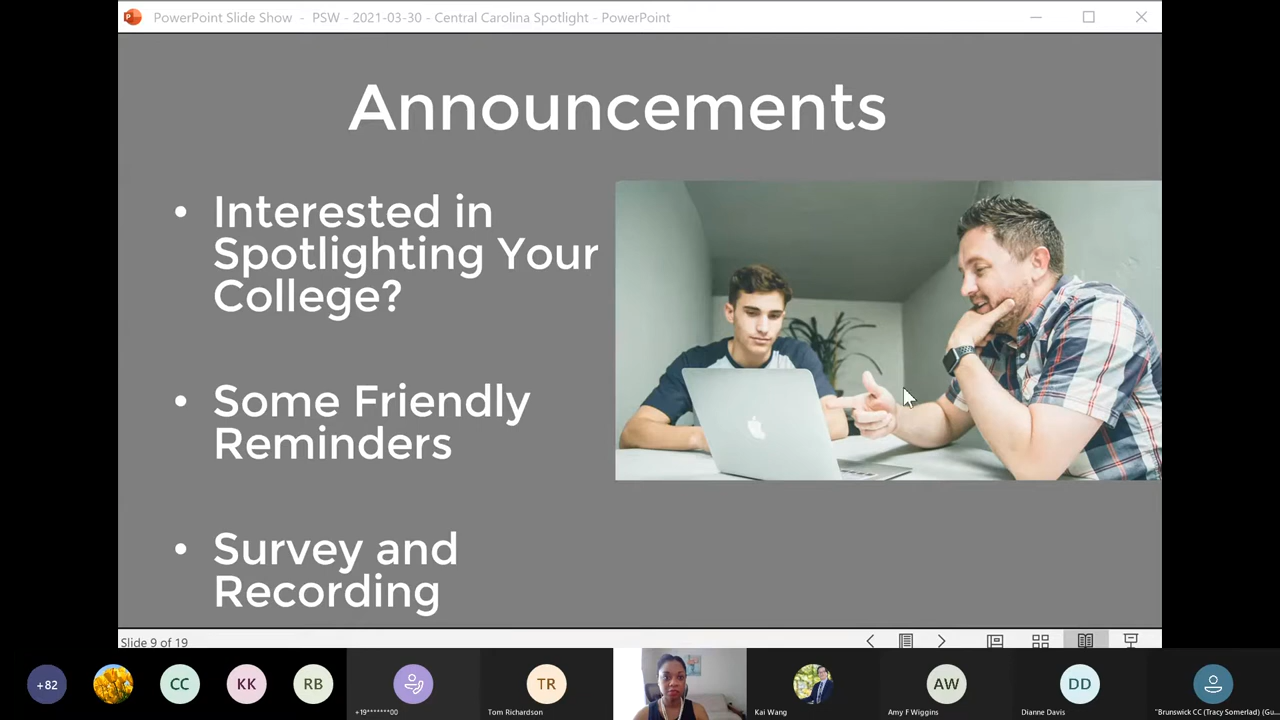 PowerPoint Slide Show - PSW - 2021-03-30 - Central Carolina Spotlight - PowerPoint
Announcements
• Interested in
Spotlighting Your
College?
• Some Friendly
Reminders
• Survey and
Recording
Slide 9 of 19
+82
CC
KK
RB
TR
AW
DD
+19*******00
Tom Richardson
Kai Wang
Amy F Wiggins
Dianne Davis
"Brunswick CC (Tracy Somerlad) (Gu...